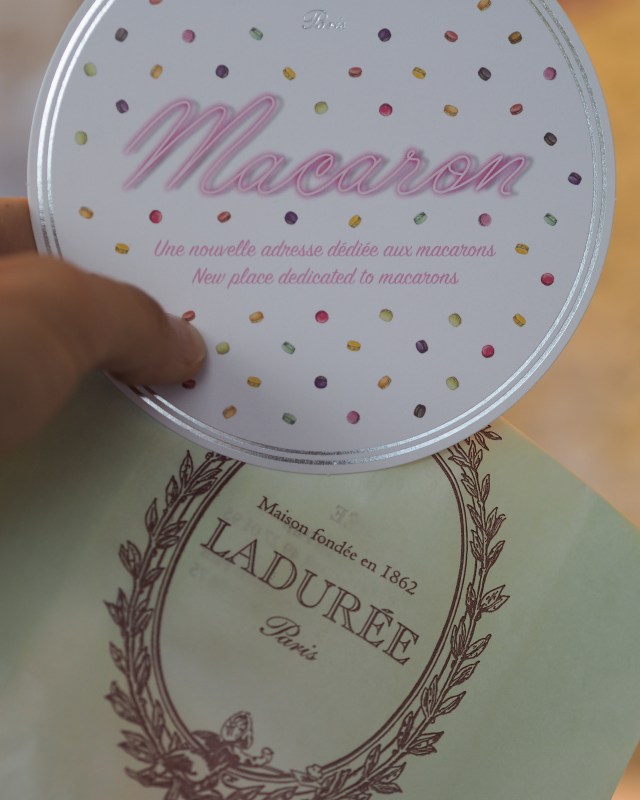 Paris
Macaron
Une nouvelle adresse dédiée aux macarons
New place dedicated to macarons
Maison fondée en 1862
LADURÉE
Paris